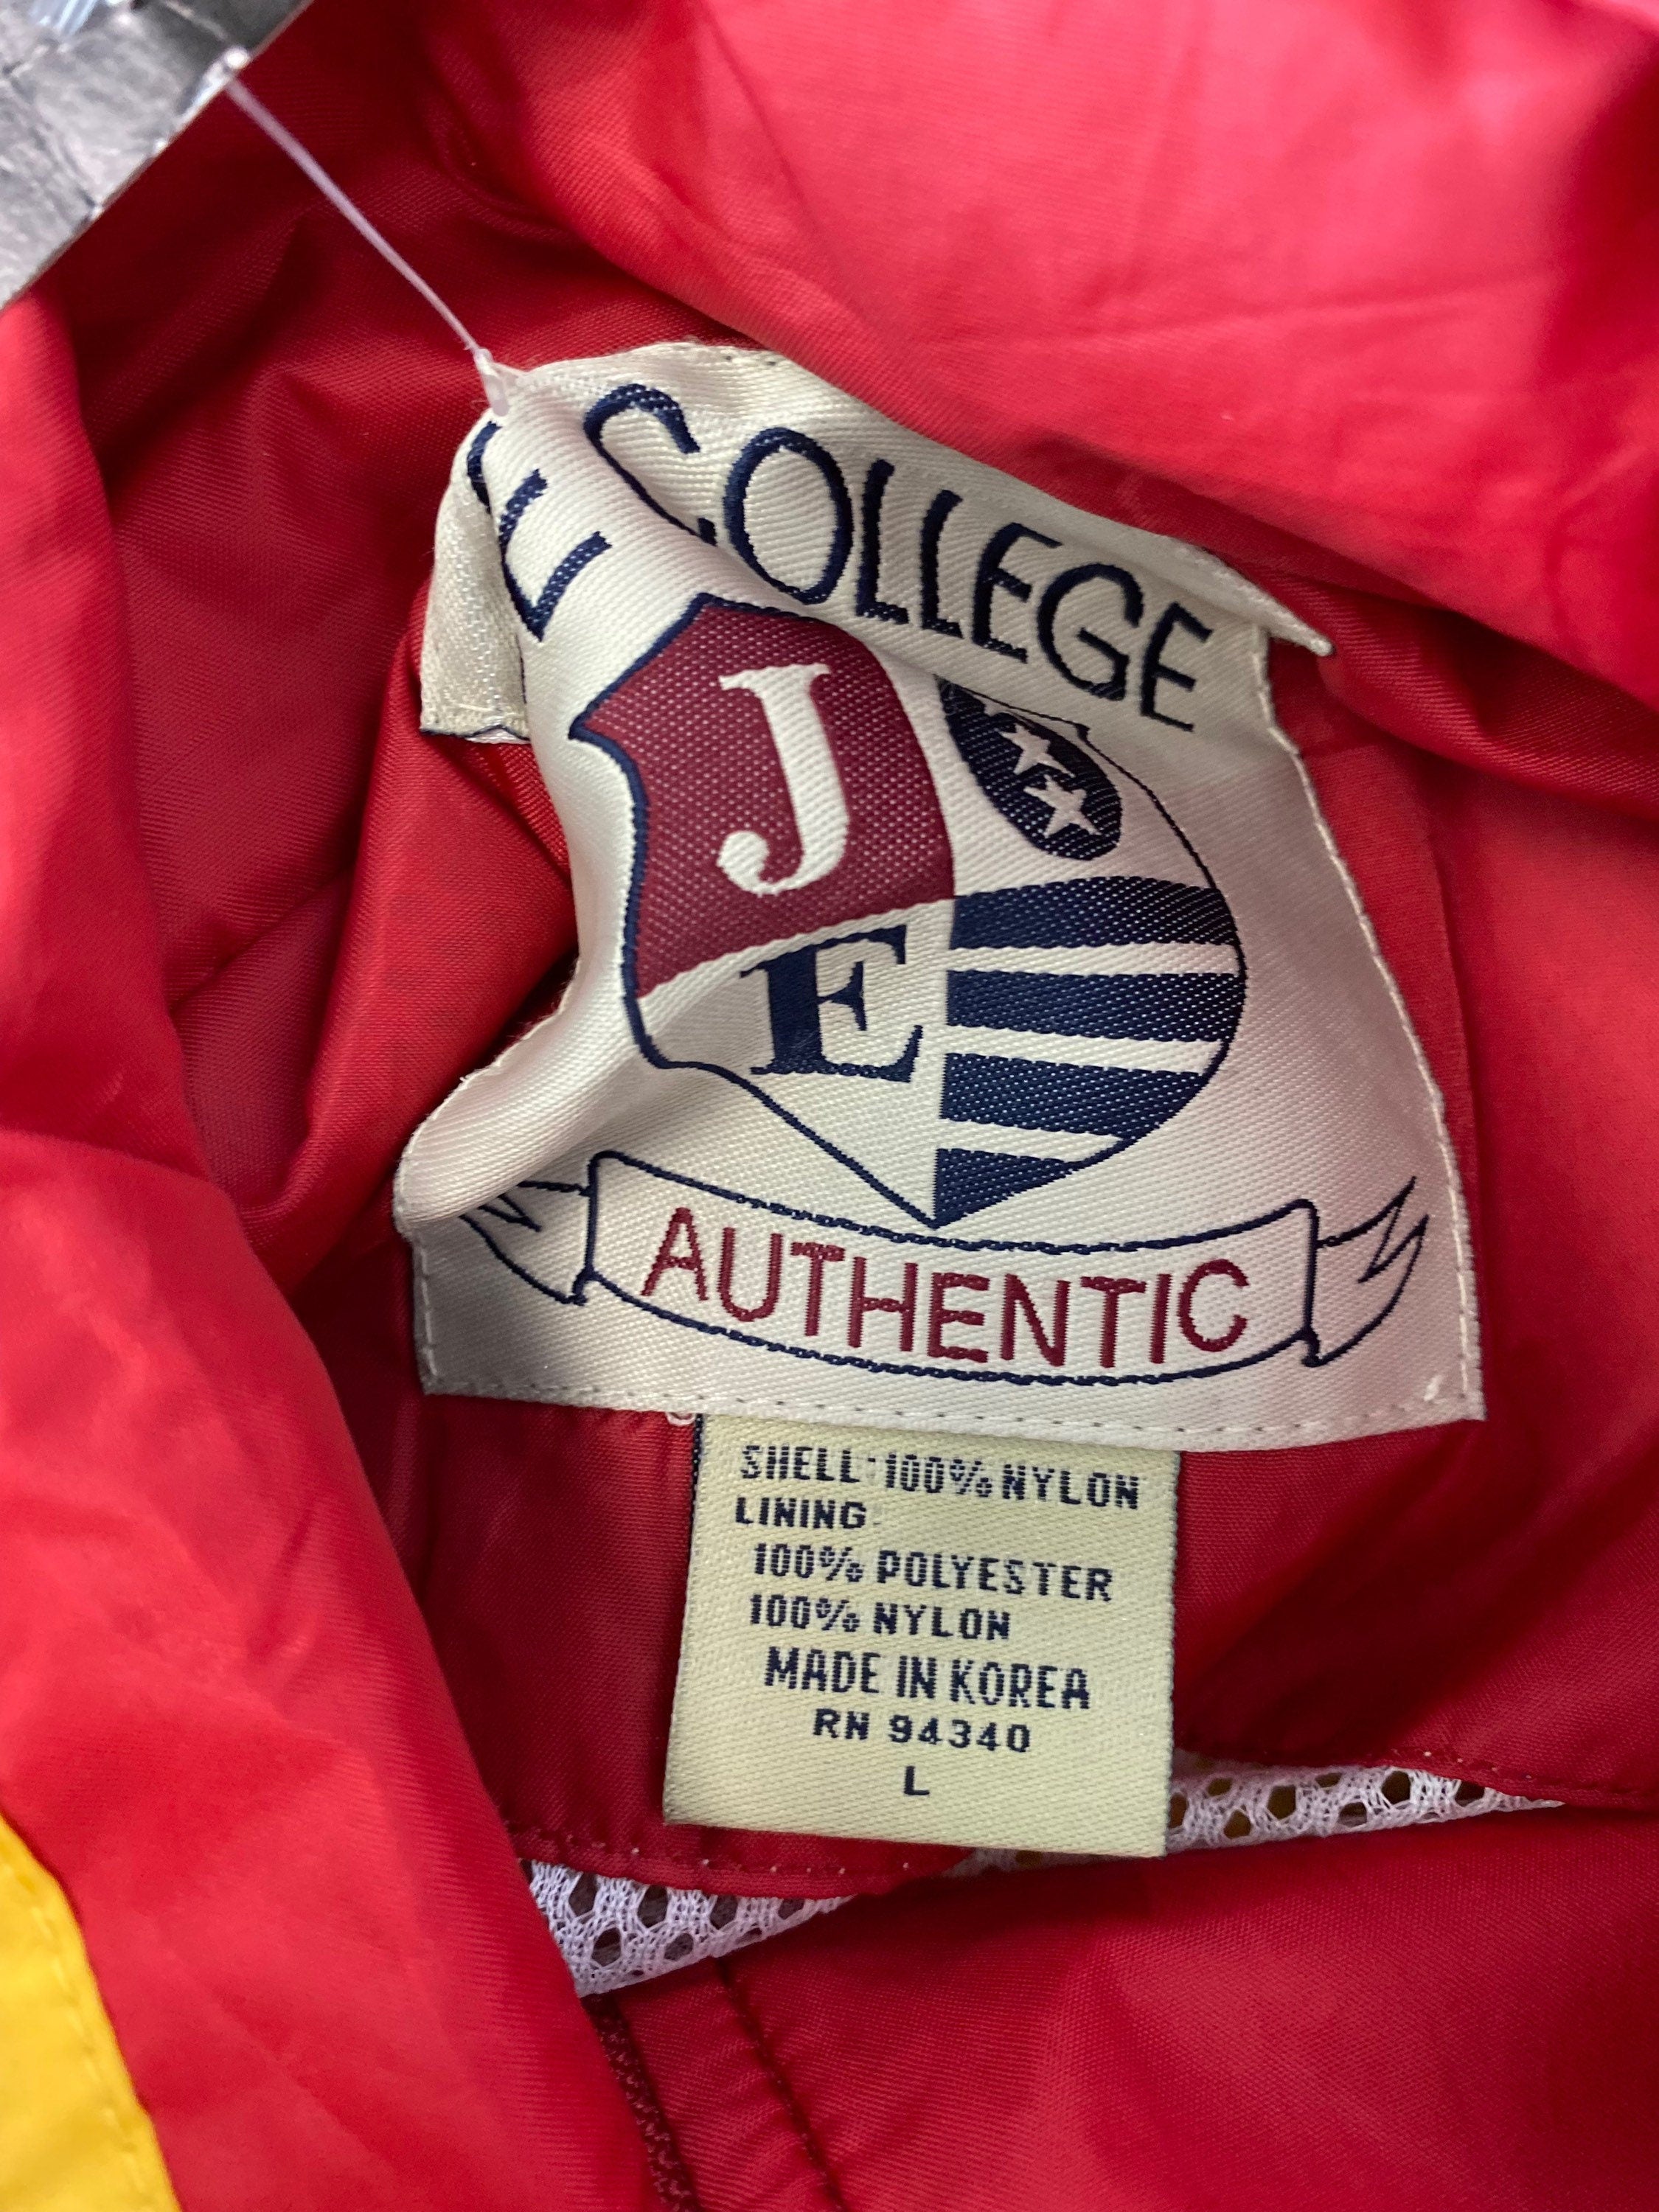 E COLLEGE
J
E
AUTHENTIC
SHELL:100% NYLON
LINING:
100% POLYESTER
100% NYLON
MADE IN KOREA
RN 94340
L